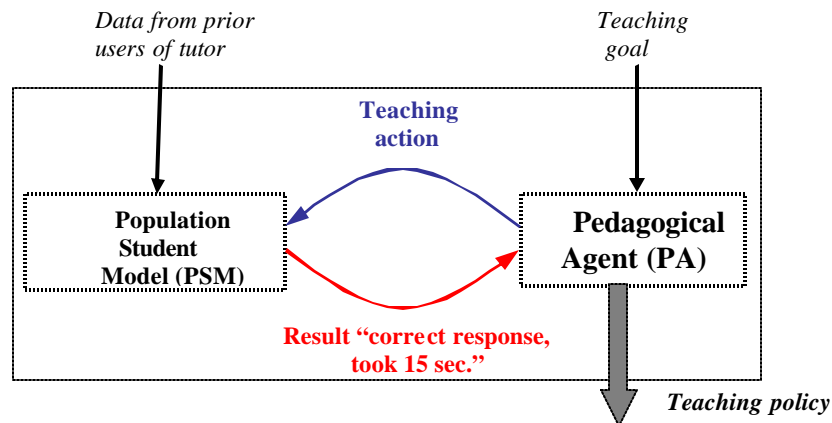 Data from prior
users of tutor
Teaching
goal
Teaching
action
Population
Student
Model (PSM)
Pedagogical
Agent (PA)
Result “correct response,
took 15 sec.”
Teaching policy